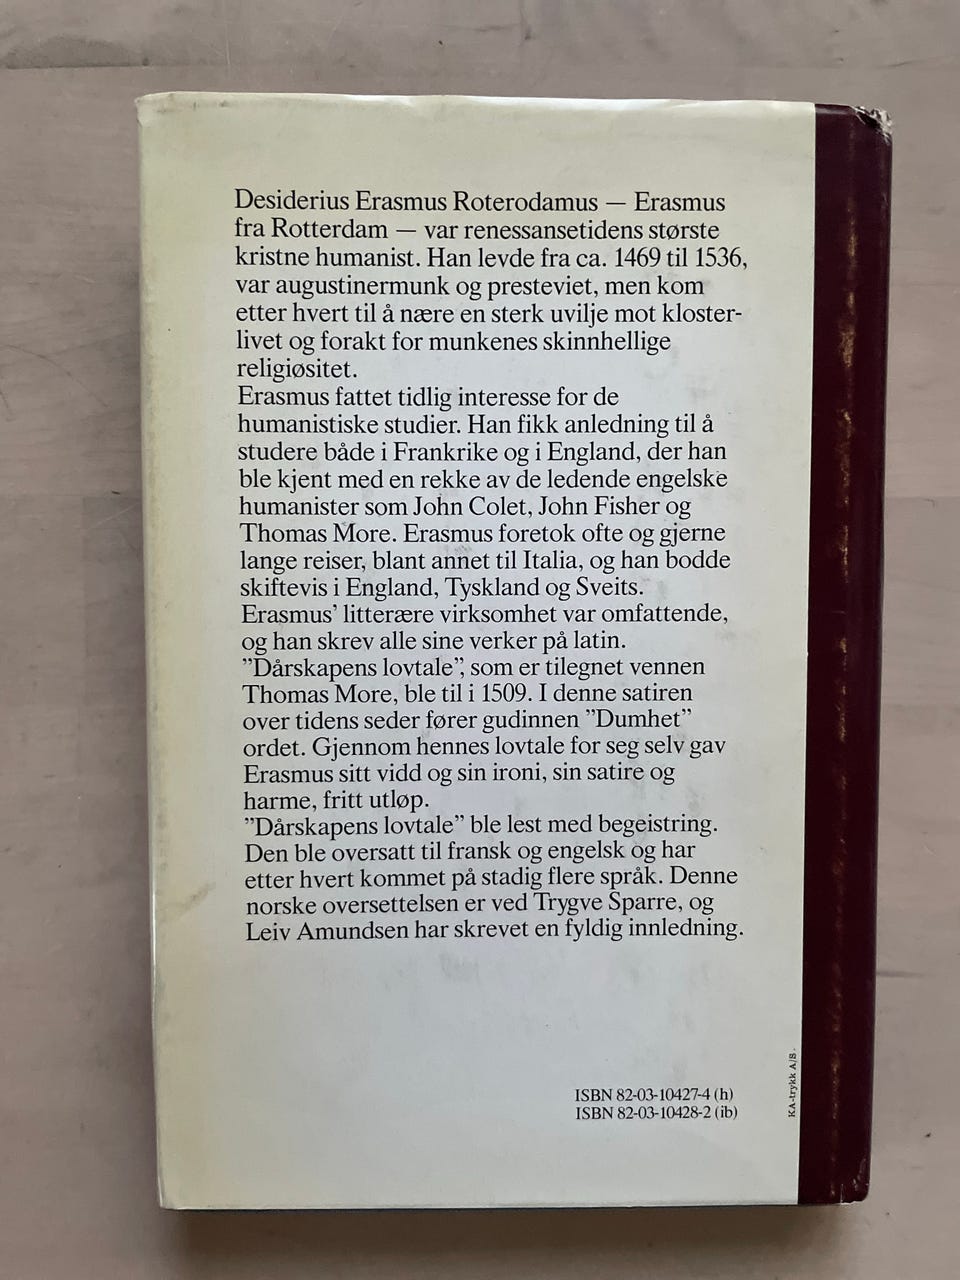 Desiderius Erasmus Roterodamus — Erasmus
fra Rotterdam — var renessansetidens største
kristne humanist. Han levde fra ca. 1469 til 1536,
var augustinermunk og presteviet, men kom
etter hvert til å nære en sterk uvilje mot kloster-
livet og forakt for munkenes skinnhellige
religiøsitet.
Erasmus fattet tidlig interesse for de
humanistiske studier. Han fikk anledning til å
studere både i Frankrike og i England, der han
ble kjent med en rekke av de ledende engelske
humanister som John Colet, John Fisher og
Thomas More. Erasmus foretok ofte og gjerne
lange reiser, blant annet til Italia, og han bodde
skiftevis i England, Tyskland og Sveits.
Erasmus' litterære virksomhet var omfattende,
og han skrev alle sine verker på latin.
”Dårskapens lovtale”, som er tilegnet vennen
Thomas More, ble til i 1509. I denne satiren
over tidens seder fører gudinnen ”Dumhet”
ordet. Gjennom hennes lovtale for seg selv gav
Erasmus sitt vidd og sin ironi, sin satire og
harme, fritt utløp.
”Dårskapens lovtale” ble lest med begeistring.
Den ble oversatt til fransk og engelsk og har
etter hvert kommet på stadig flere språk. Denne
norske oversettelsen er ved Trygve Sparre, og
Leiv Amundsen har skrevet en fyldig innledning.
ISBN 82-03-10427-4 (h)
ISBN 82-03-10428-2 (ib)
KA-trykk A/S.